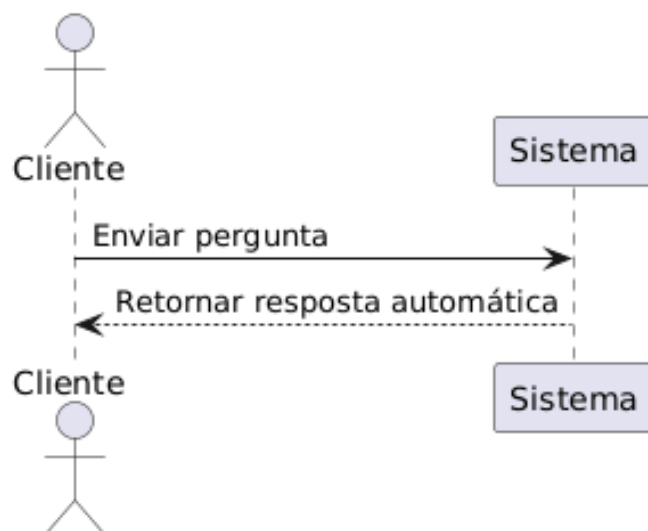 Cliente
Sistema
Enviar pergunta
Retornar resposta automática
Cliente
Sistema